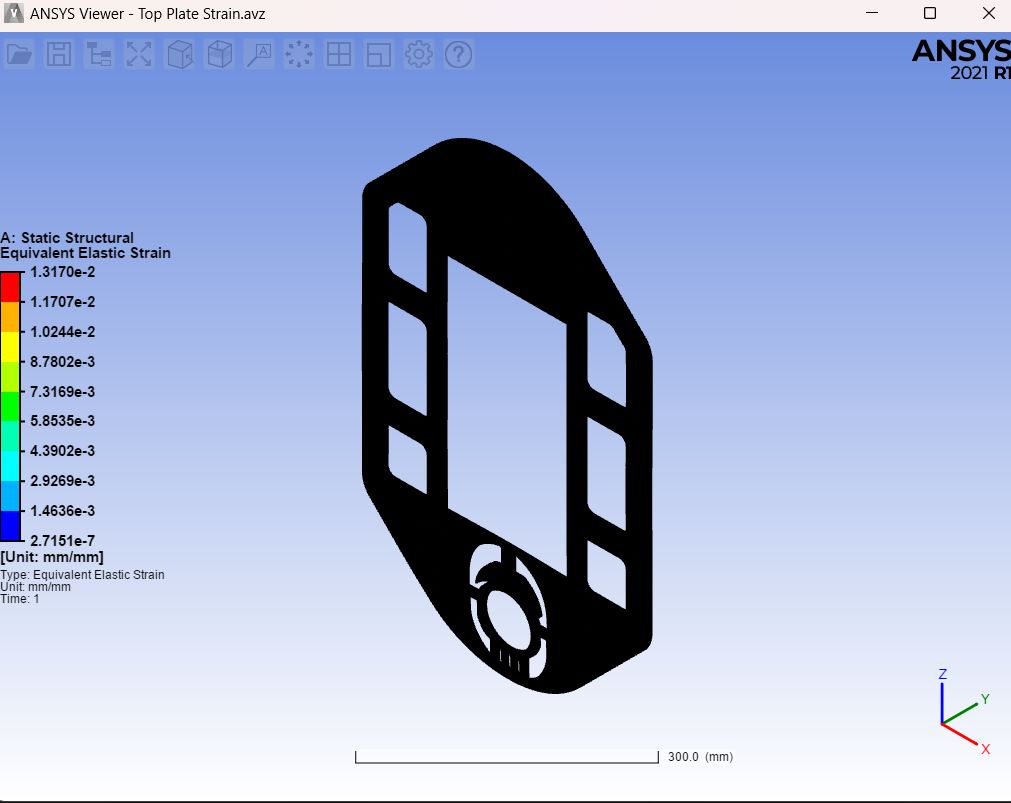 ANSYS Viewer - Top Plate Strain.avz
ANSYS
2021 R1
A: Static Structural
Equivalent Elastic Strain
1.3170e-2
1.1707e-2
1.0244e-2
8.7802e-3
7.3169e-3
5.8535e-3
4.3902e-3
2.9269e-3
1.4636e-3
2.7151e-7
[Unit: mm/mm]
Type: Equivalent Elastic Strain
Unit: mm/mm
Time: 1
Z
Y
X
300.0 (mm)